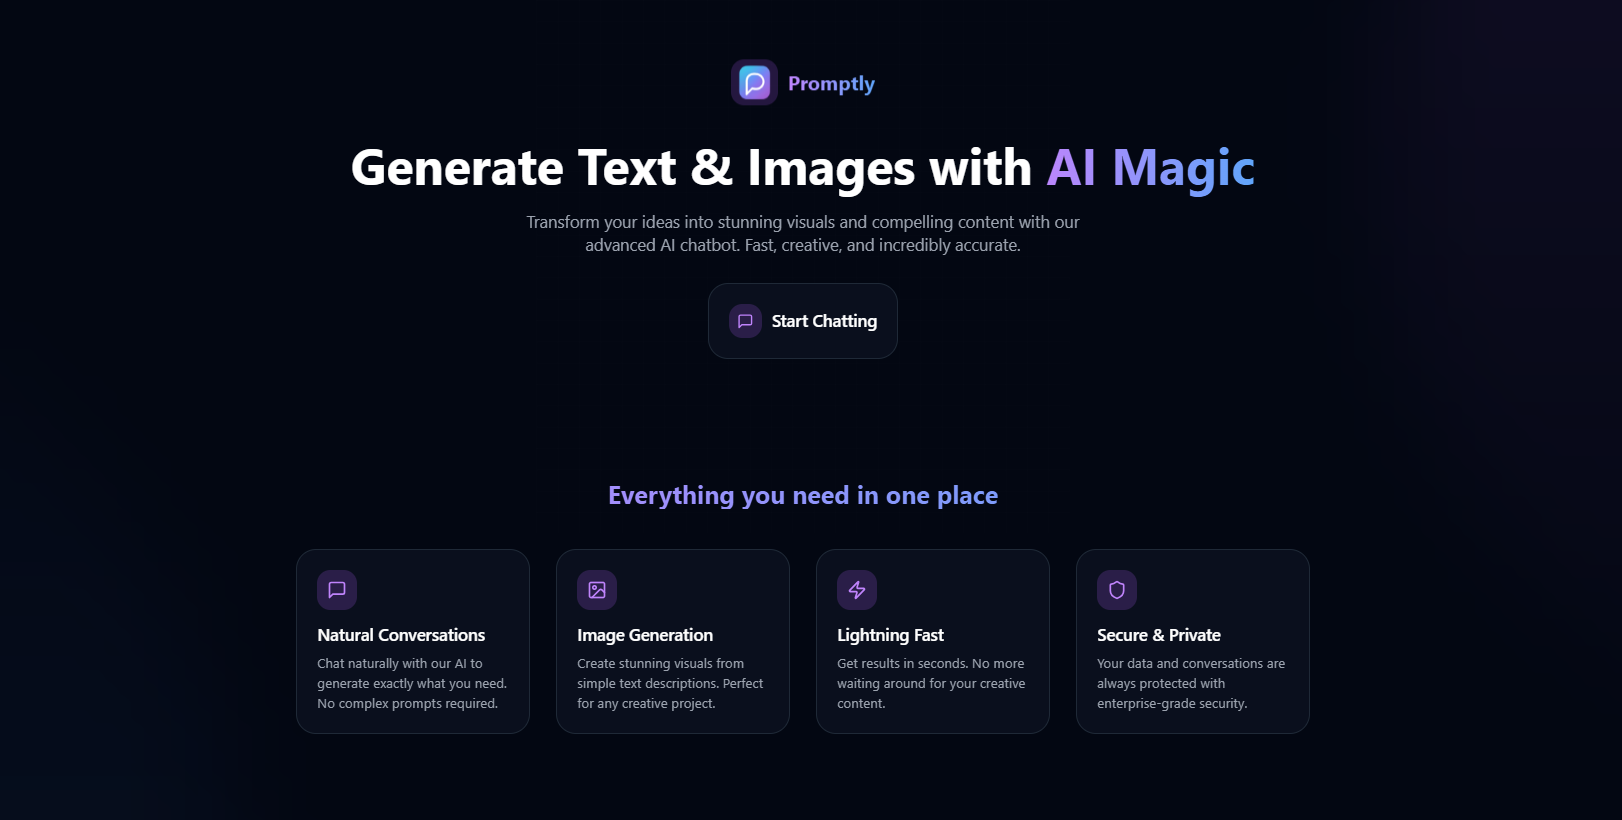 Promptly
Generate Text & Images with AI Magic
Transform your ideas into stunning visuals and compelling content with our
advanced AI chatbot. Fast, creative, and incredibly accurate.
Start Chatting
Everything you need in one place
Natural Conversations
Chat naturally with our AI to
generate exactly what you need.
No complex prompts required.
Image Generation
Create stunning visuals from
simple text descriptions. Perfect
for any creative project.
Lightning Fast
Get results in seconds. No more
waiting around for your creative
content.
Secure & Private
Your data and conversations are
always protected with
enterprise-grade security.